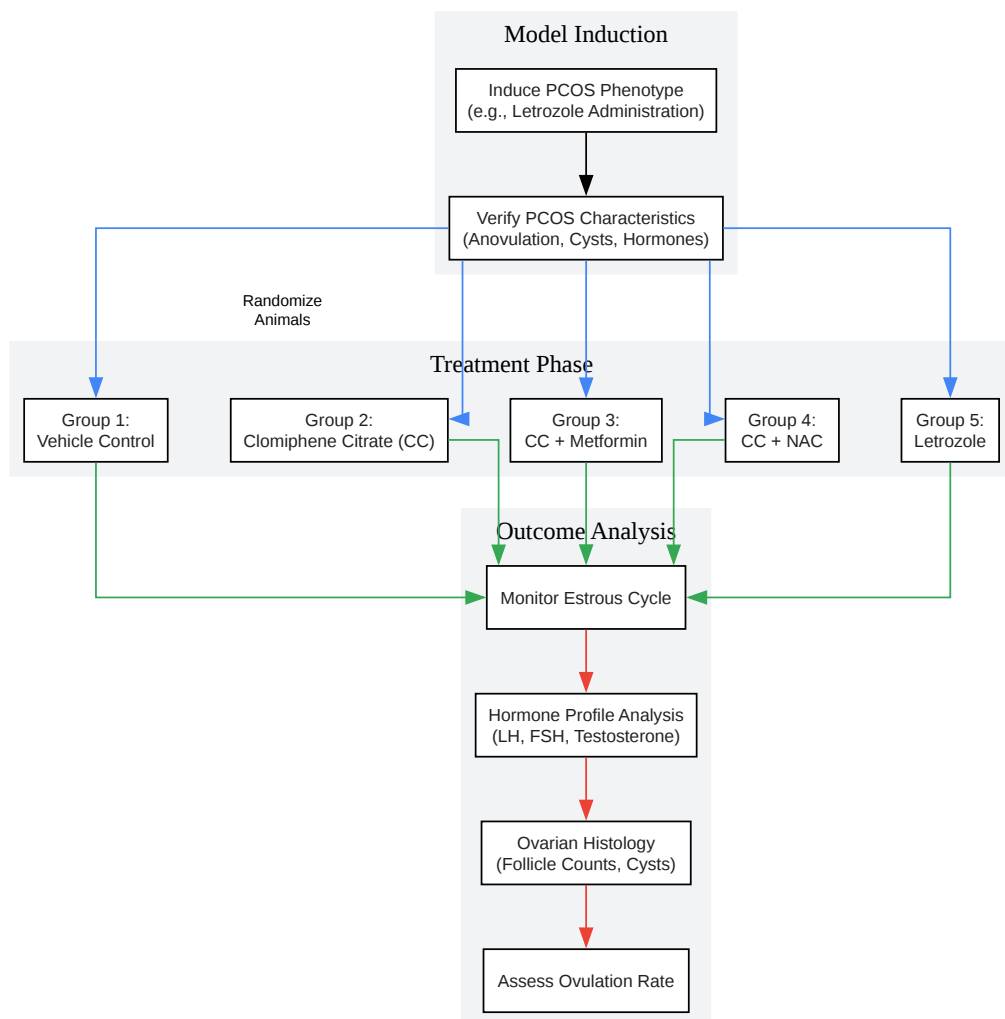 Model Induction
Induce PCOS Phenotype
(e.g., Letrozole Administration)
Verify PCOS Characteristics
(Anovulation, Cysts, Hormones)
Randomize
Animals
Treatment Phase
Group 1:
Vehicle Control
Group 2:
Clomiphene Citrate (CC)
Group 3:
CC + Metformin
Group 4:
CC + NAC
Group 5:
Letrozole
Outcome Analysis
Monitor Estrous Cycle
Hormone Profile Analysis
(LH, FSH, Testosterone)
Ovarian Histology
(Follicle Counts, Cysts)
Assess Ovulation Rate